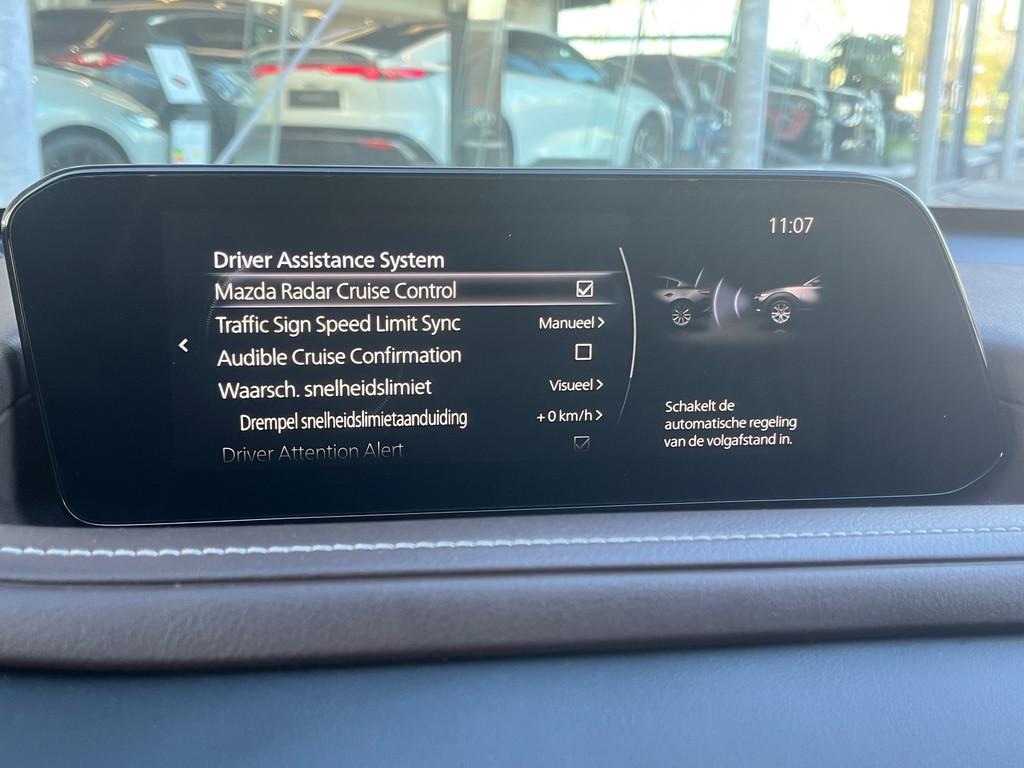 11:07
Driver Assistance System
Mazda Radar Cruise Control
Traffic Sign Speed Limit Sync Manueel >
Audible Cruise Confirmation
Waarsch. snelheidslimiet Visueel >
Drempel snelheidslimietaanduiding + 0 km/h >
Driver Attention Alert
Schakelt de
automatische regeling
van de volgafstand in.